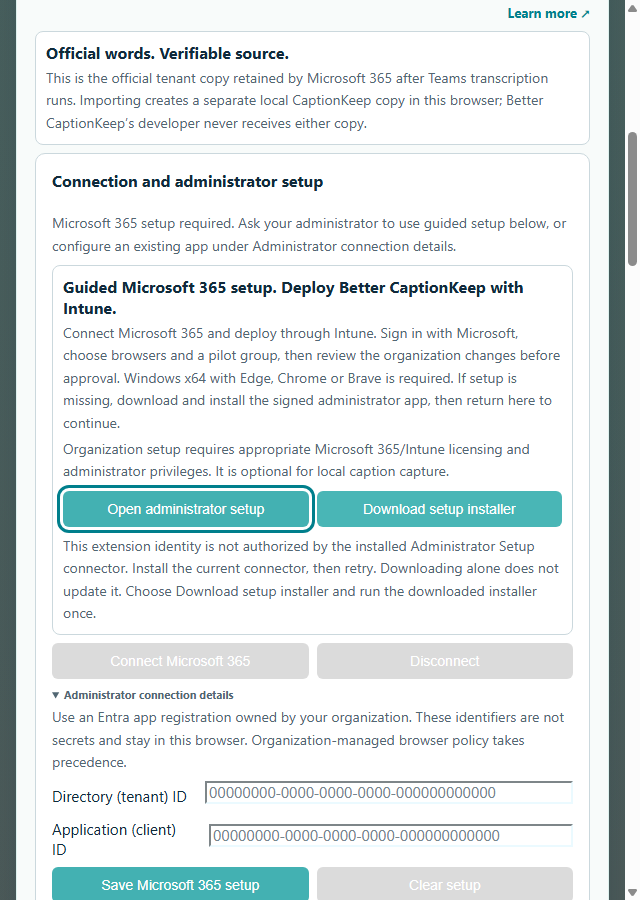 Learn more ↗
Official words. Verifiable source.
This is the official tenant copy retained by Microsoft 365 after Teams transcription
runs. Importing creates a separate local CaptionKeep copy in this browser; Better
CaptionKeep's developer never receives either copy.
Connection and administrator setup
Microsoft 365 setup required. Ask your administrator to use guided setup below, or
configure an existing app under Administrator connection details.
Guided Microsoft 365 setup. Deploy Better CaptionKeep with
Intune.
Connect Microsoft 365 and deploy through Intune. Sign in with Microsoft,
choose browsers and a pilot group, then review the organization changes before
approval. Windows x64 with Edge, Chrome or Brave is required. If setup is
missing, download and install the signed administrator app, then return here to
continue.
Organization setup requires appropriate Microsoft 365/Intune licensing and
administrator privileges. It is optional for local caption capture.
Open administrator setup
Download setup installer
This extension identity is not authorized by the installed Administrator Setup
connector. Install the current connector, then retry. Downloading alone does not
update it. Choose Download setup installer and run the downloaded installer
once.
Connect Microsoft 365
Disconnect
▼ Administrator connection details
Use an Entra app registration owned by your organization. These identifiers are not
secrets and stay in this browser. Organization-managed browser policy takes
precedence.
Directory (tenant) ID
00000000-0000-0000-0000-000000000000
Application (client)
ID
00000000-0000-0000-0000-000000000000
Save Microsoft 365 setup
Clear setup